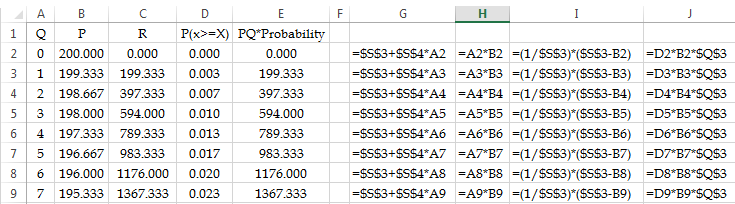 A B C D E F G H I J
1 Q P R P(x>=X) PQ*Probability
2 0 200.000 0.000 0.000 0.000 =$S$3+$S$4*A2 =A2*B2 =(1/$S$3)*($S$3-B2) =D2*B2*$Q$3
3 1 199.333 199.333 0.003 199.333 =$S$3+$S$4*A3 =A3*B3 =(1/$S$3)*($S$3-B3) =D3*B3*$Q$3
4 2 198.667 397.333 0.007 397.333 =$S$3+$S$4*A4 =A4*B4 =(1/$S$3)*($S$3-B4) =D4*B4*$Q$3
5 3 198.000 594.000 0.010 594.000 =$S$3+$S$4*A5 =A5*B5 =(1/$S$3)*($S$3-B5) =D5*B5*$Q$3
6 4 197.333 789.333 0.013 789.333 =$S$3+$S$4*A6 =A6*B6 =(1/$S$3)*($S$3-B6) =D6*B6*$Q$3
7 5 196.667 983.333 0.017 983.333 =$S$3+$S$4*A7 =A7*B7 =(1/$S$3)*($S$3-B7) =D7*B7*$Q$3
8 6 196.000 1176.000 0.020 1176.000 =$S$3+$S$4*A8 =A8*B8 =(1/$S$3)*($S$3-B8) =D8*B8*$Q$3
9 7 195.333 1367.333 0.023 1367.333 =$S$3+$S$4*A9 =A9*B9 =(1/$S$3)*($S$3-B9) =D9*B9*$Q$3